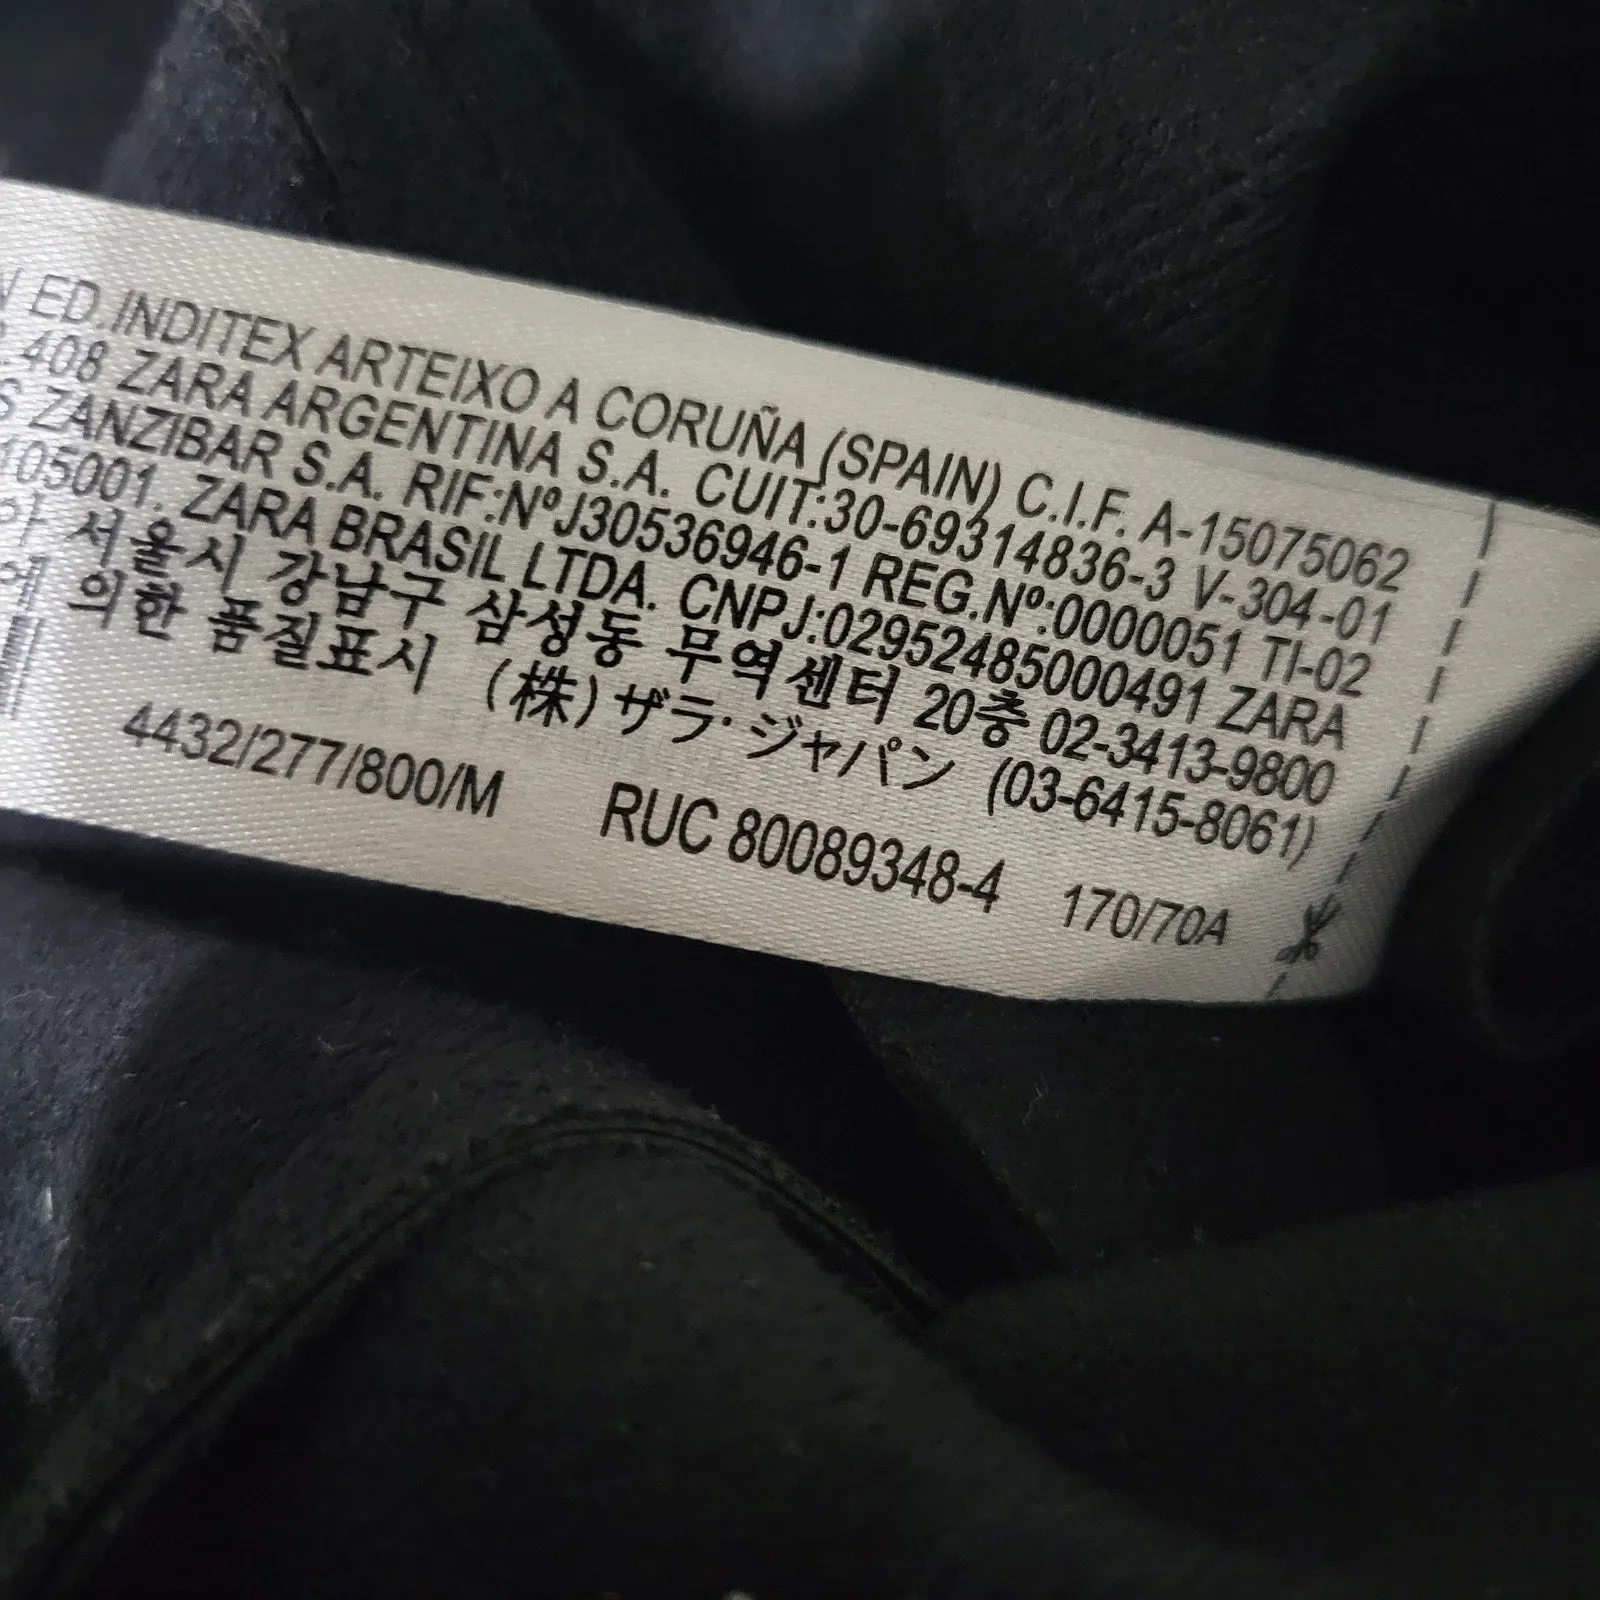 ED.INDITEX ARTEIXO A CORUÑA (SPAIN) C.I.F. A-15075062
408 ZARA ARGENTINA S.A. CUIT:30-69314836-3 V-304-01
ZANZIBAR S.A. RIF:NºJ30536946-1 REG.Nº:0000051 TI-02
105001. ZARA BRASIL LTDA. CNPJ:02952485000491 ZARA
서울시 강남구 삼성동 무역센터 20층 02-3413-9800
의한 품질표시 (株)ザラ·ジャパン (03-6415-8061)
4432/277/800/M RUC 80089348-4 170/70A